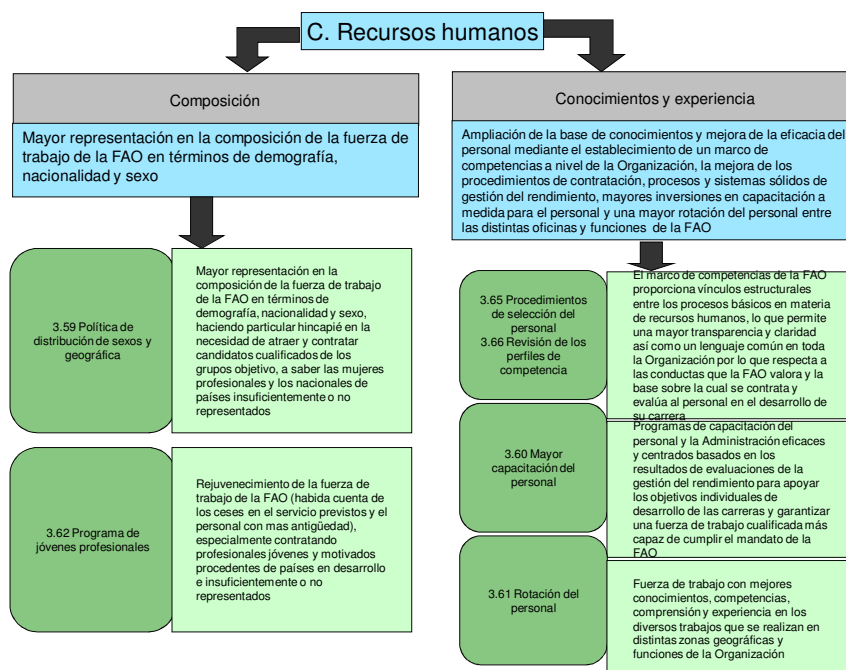 C. Recursos humanos
Composición
Mayor representación en la composición de la fuerza de
trabajo de la FAO en términos de demografía,
nacionalidad y sexo
3.59 Política de
distribución de sexos y
geográfica
Mayor representación en la
composición de la fuerza de trabajo
de la FAO en términos de
demografía, nacionalidad y sexo,
haciendo particular hincapié en la
necesidad de atraer y contratar
candidatos cualificados de los
grupos objetivo, a saber las mujeres
profesionales y los nacionales de
países insuficientemente o no
representados
3.62 Programa de
jóvenes profesionales
Rejuvenecimiento de la fuerza de
trabajo de la FAO (habida cuenta de
los ceses en el servicio previstos y el
personal con mas antigüedad),
especialmente contratando
profesionales jóvenes y motivados
procedentes de países en desarrollo
e insuficientemente o no
representados
Conocimientos y experiencia
Ampliación de la base de conocimientos y mejora de la eficacia del
personal mediante el establecimiento de un marco de
competencias a nivel de la Organización, la mejora de los
procedimientos de contratación, procesos y sistemas sólidos de
gestión del rendimiento, mayores inversiones en capacitación a
medida para el personal y una mayor rotación del personal entre
las distintas oficinas y funciones de la FAO
3.65 Procedimientos
de selección del
personal
3.66 Revisión de los
perfiles de
competencia
El marco de competencias de la FAO
proporciona vínculos estructurales
entre los procesos básicos en materia
de recursos humanos, lo que permite
una mayor transparencia y claridad
así como un lenguaje común en toda
la Organización por lo que respecta a
las conductas que la FAO valora y la
base sobre la cual se contrata y
evalúa al personal en el desarrollo de
su carrera
3.60 Mayor
capacitación del
personal
Programas de capacitación del
personal y la Administración eficaces
y centrados basados en los
resultados de evaluaciones de la
gestión del rendimiento para apoyar
los objetivos individuales de
desarrollo de las carreras y garantizar
una fuerza de trabajo cualificada más
capaz de cumplir el mandato de la
FAO
3.61 Rotación del
personal
Fuerza de trabajo con mejores
conocimientos, competencias,
comprensión y experiencia en los
diversos trabajos que se realizan en
distintas zonas geográficas y
funciones de la Organización